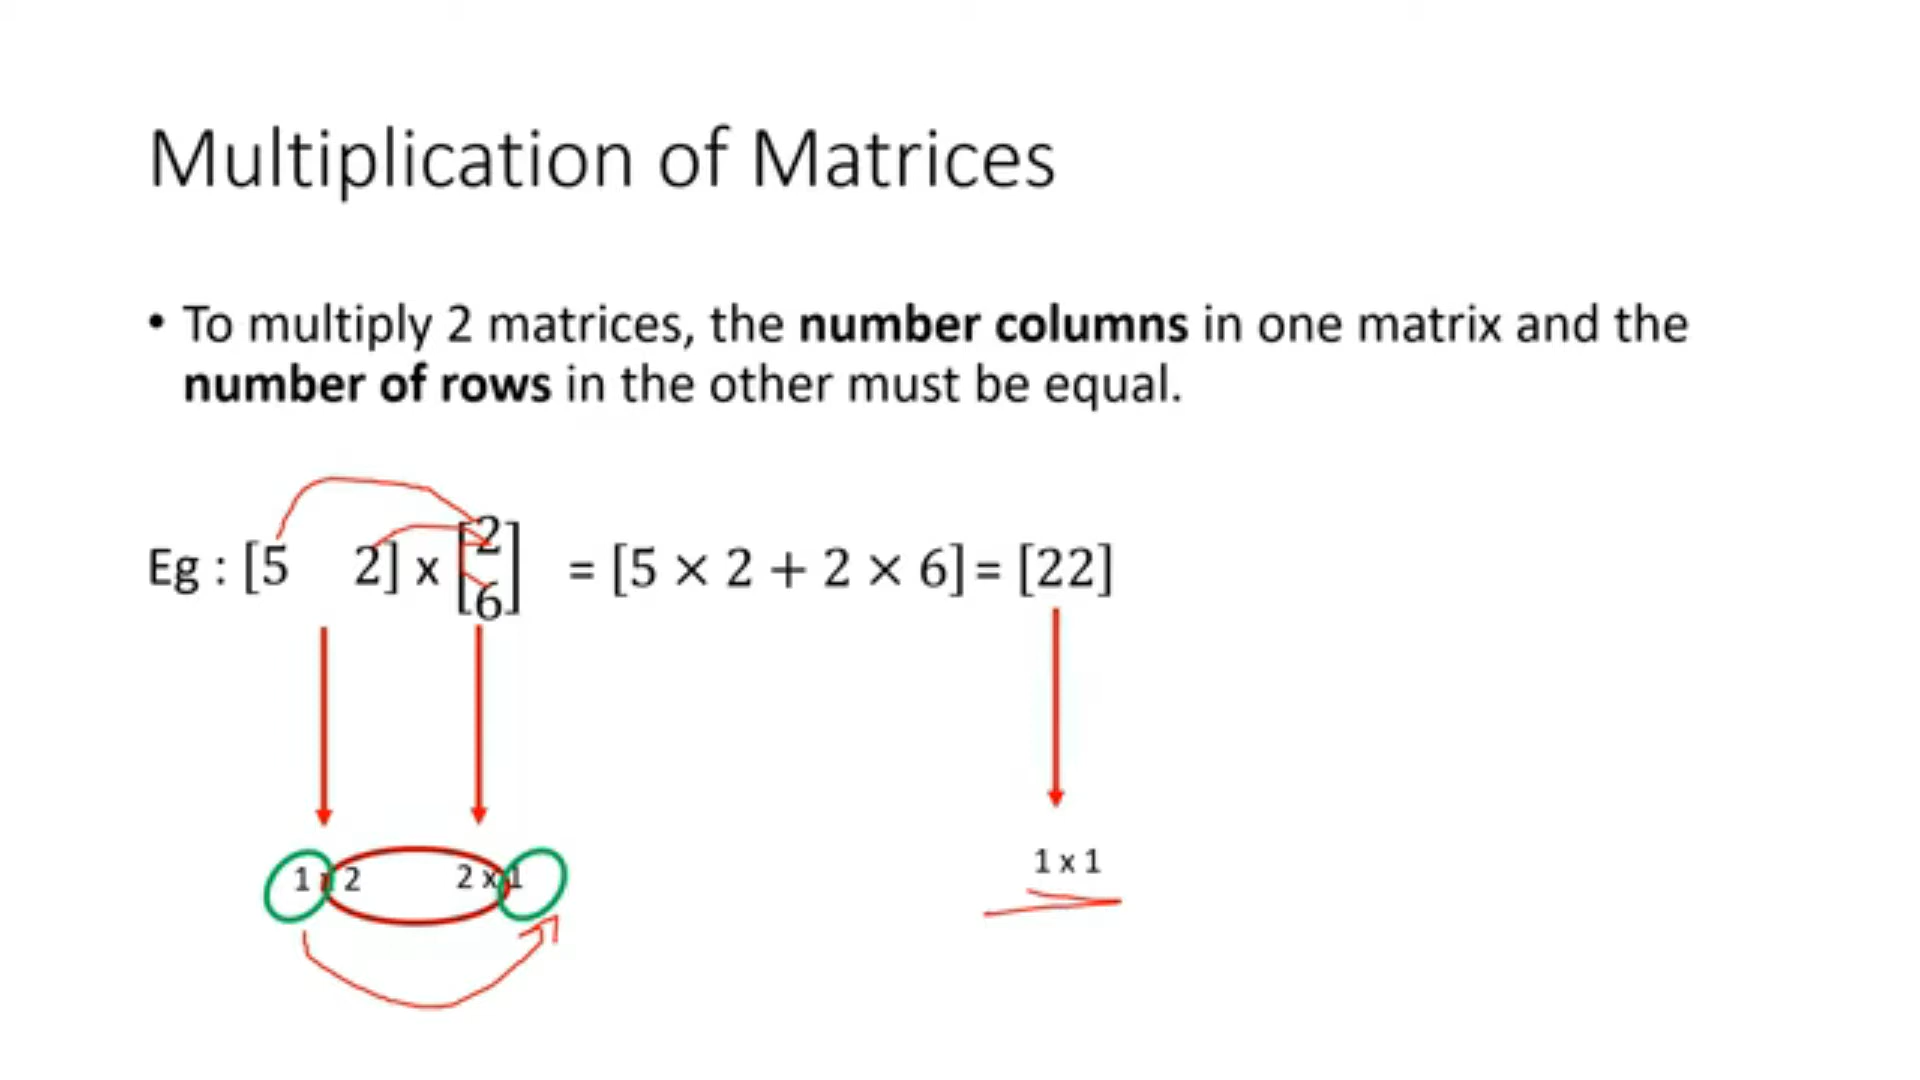 Multiplication of Matrices
• To multiply 2 matrices, the number columns in one matrix and the
number of rows in the other must be equal.
Eg : [5 2] x [2 6] = [5 × 2 + 2 × 6] = [22]
1 x 2 2 x 1 1 x 1